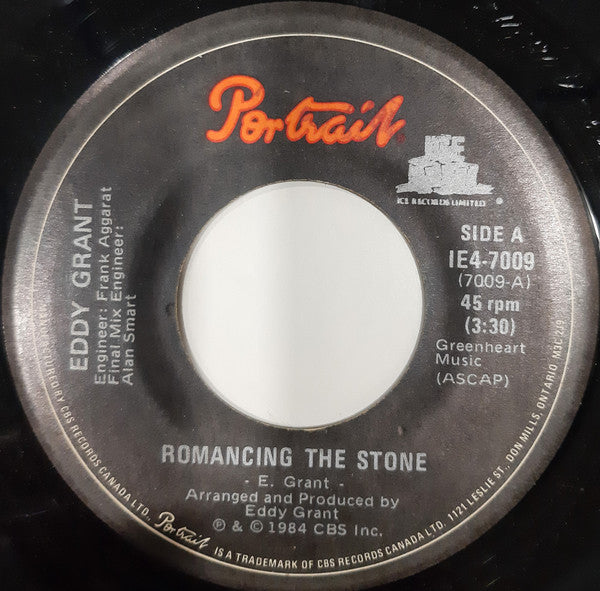 Portrait
ICE RECORDS LIMITED
®
EDDY GRANT
Engineer: Frank Aggarat
Final Mix Engineer:
Alan Smart
SIDE A
IE4-7009
(7009-A)
45 rpm
(3:30)
Greenheart
Music
(ASCAP)
ROMANCING THE STONE
- E. Grant -
Arranged and Produced by
Eddy Grant
℗ & © 1984 CBS Inc.
BY CBS RECORDS CANADA LTD., Portrait IS A TRADEMARK OF CBS RECORDS CANADA LTD. 1121 LESLIE ST., DON MILLS, ONTARIO M3C 2J9